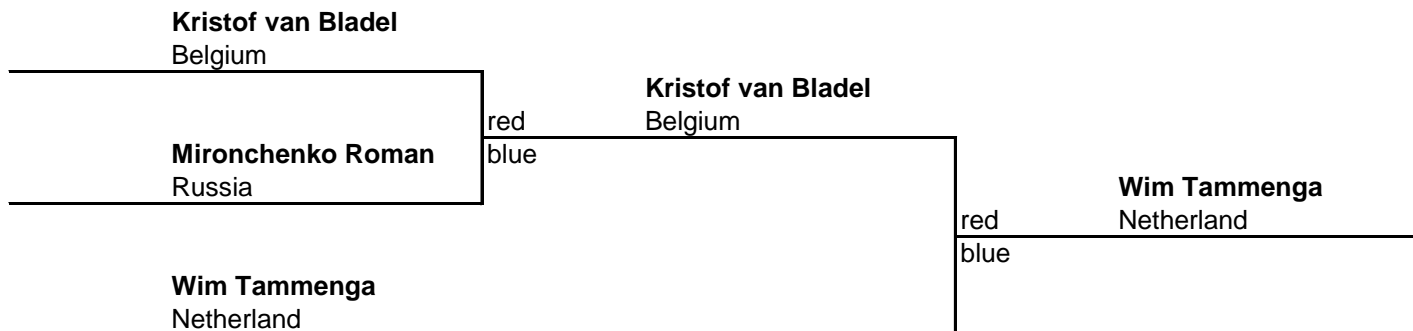 Kristof van Bladel
Belgium
Kristof van Bladel
red
Belgium
Mironchenko Roman
blue
Russia
Wim Tammenga
red
Netherland
blue
Wim Tammenga
Netherland